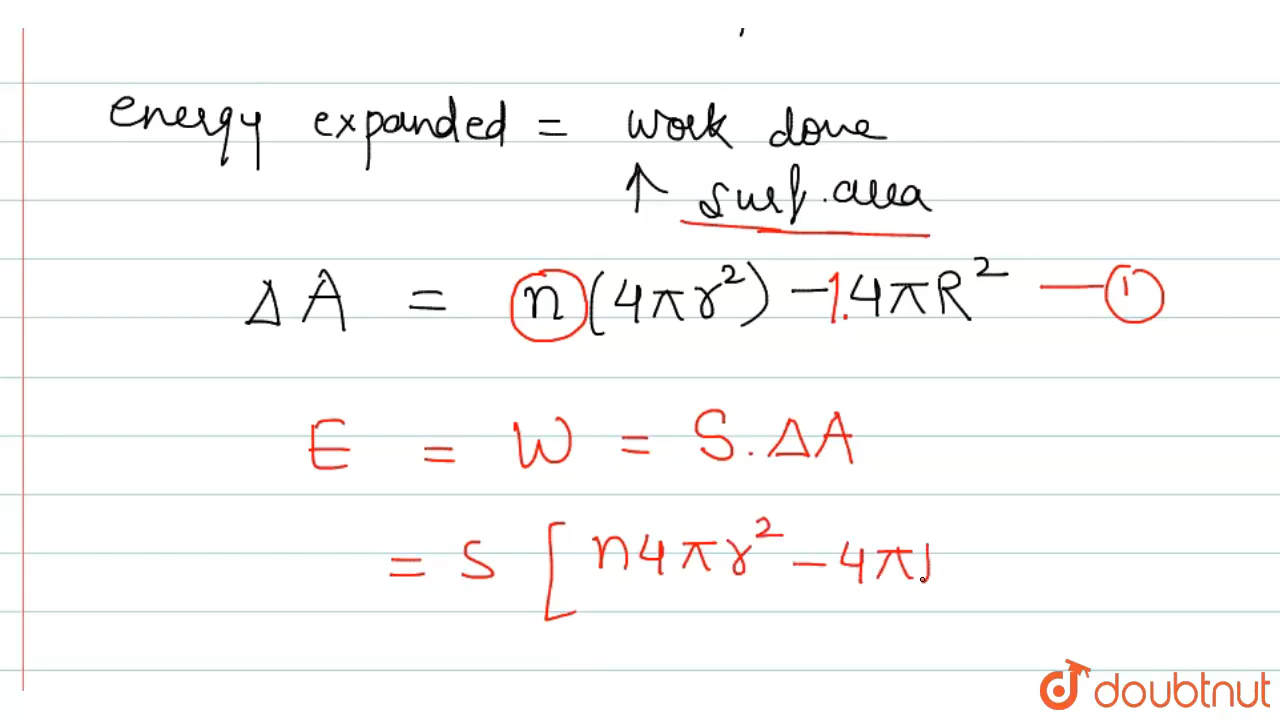 energy expanded = work done
↑ surf. area
ΔA = n(4πr²) - 1.4πR² — ①
E = W = S.ΔA
= S [n4πr² - 4π
doubtnut